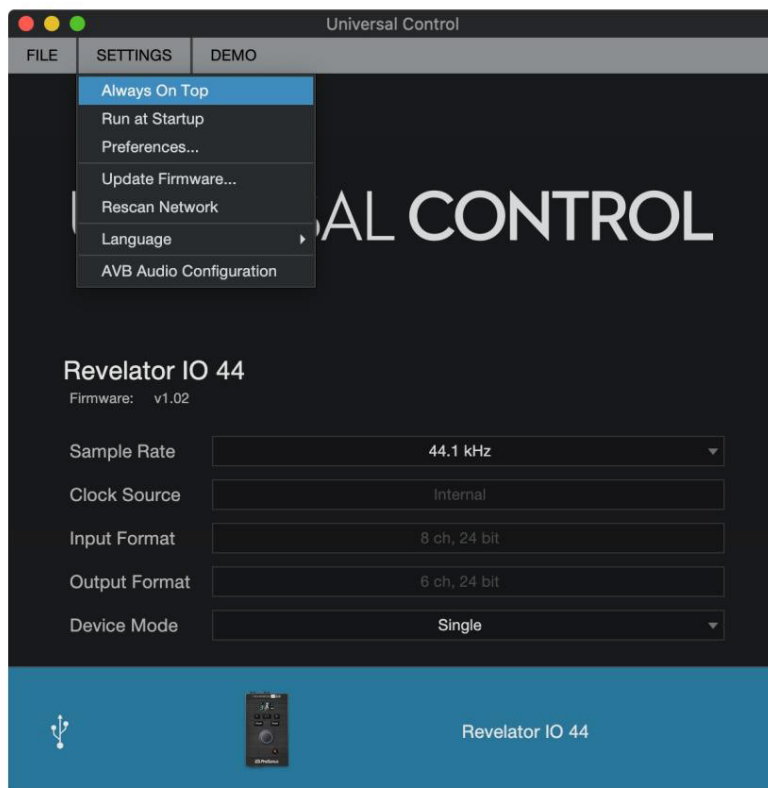 Universal Control
FILE SETTINGS DEMO
Always On Top
Run at Startup
Preferences...
Update Firmware...
Rescan Network
Language
AVB Audio Configuration
AL CONTROL
Revelator IO 44
Firmware: v1.02
Sample Rate 44.1 kHz
Clock Source Internal
Input Format 8 ch, 24 bit
Output Format 6 ch, 24 bit
Device Mode Single
Revelator IO 44